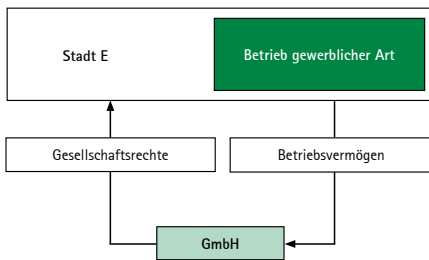 Stadt E
Betrieb gewerblicher Art
Gesellschaftsrechte
Betriebsvermögen
GmbH